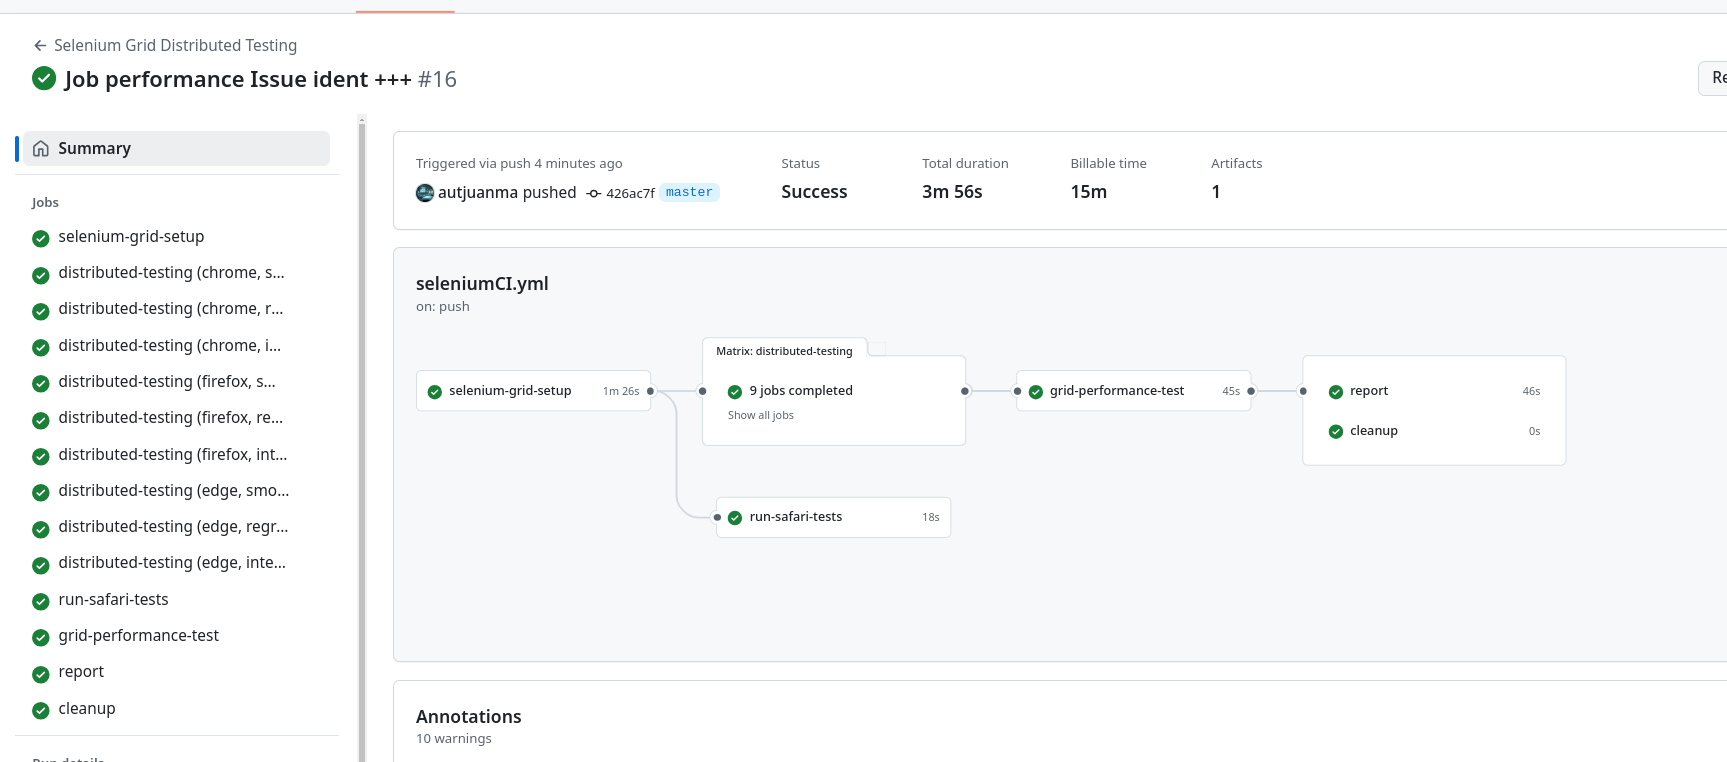 Selenium Grid Distributed Testing
Job performance Issue ident +++ #16
Re
Summary
Jobs
selenium-grid-setup
distributed-testing (chrome, s...
distributed-testing (chrome, r...
distributed-testing (chrome, i...
distributed-testing (firefox, s...
distributed-testing (firefox, re...
distributed-testing (firefox, int...
distributed-testing (edge, smo...
distributed-testing (edge, regr...
distributed-testing (edge, inte...
run-safari-tests
grid-performance-test
report
cleanup
Run details
Triggered via push 4 minutes ago
autjuanma pushed 426ac7f master
Status
Success
Total duration
3m 56s
Billable time
15m
Artifacts
1
seleniumCI.yml
on: push
selenium-grid-setup 1m 26s
Matrix: distributed-testing
9 jobs completed
Show all jobs
run-safari-tests 18s
grid-performance-test 45s
report 46s
cleanup 0s
Annotations
10 warnings